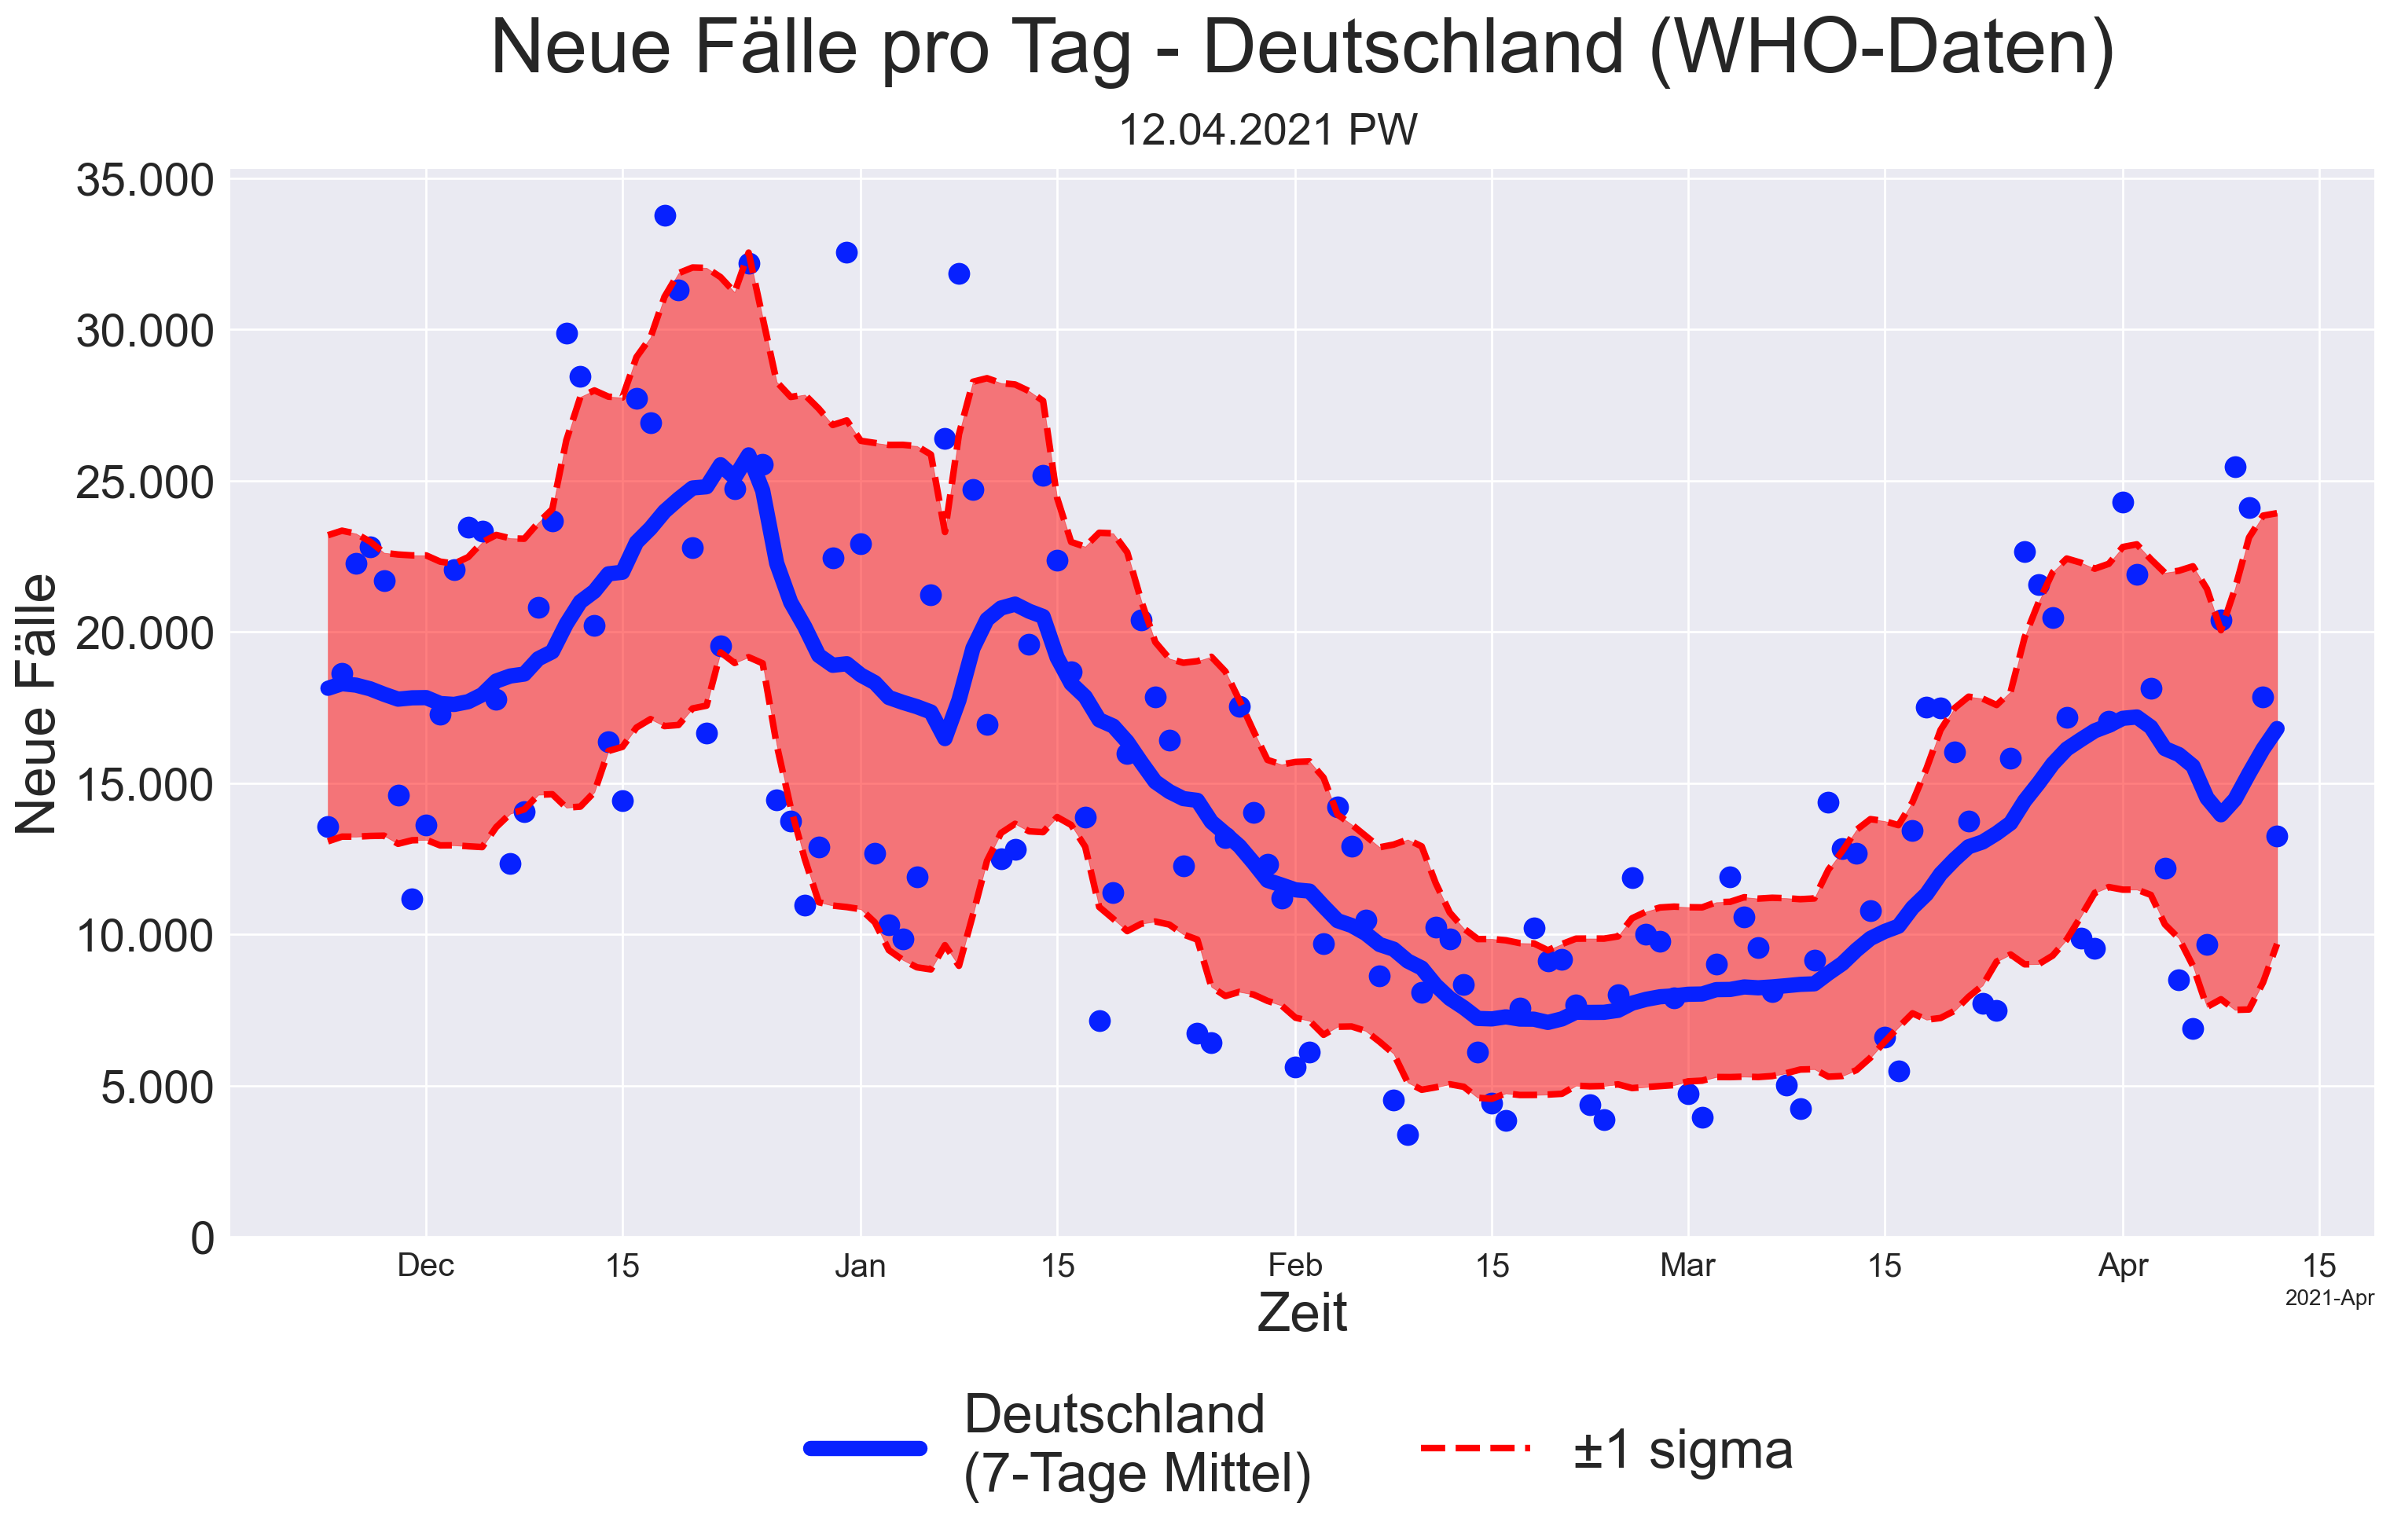 Neue Fälle pro Tag - Deutschland (WHO-Daten)
12.04.2021 PW
35.000
30.000
25.000
20.000
15.000
10.000
5.000
0
Neue Fälle
Dec 15 Jan 15 Feb 15 Mar 15 Apr 15
2021-Apr
Zeit
Deutschland
(7-Tage Mittel)
±1 sigma